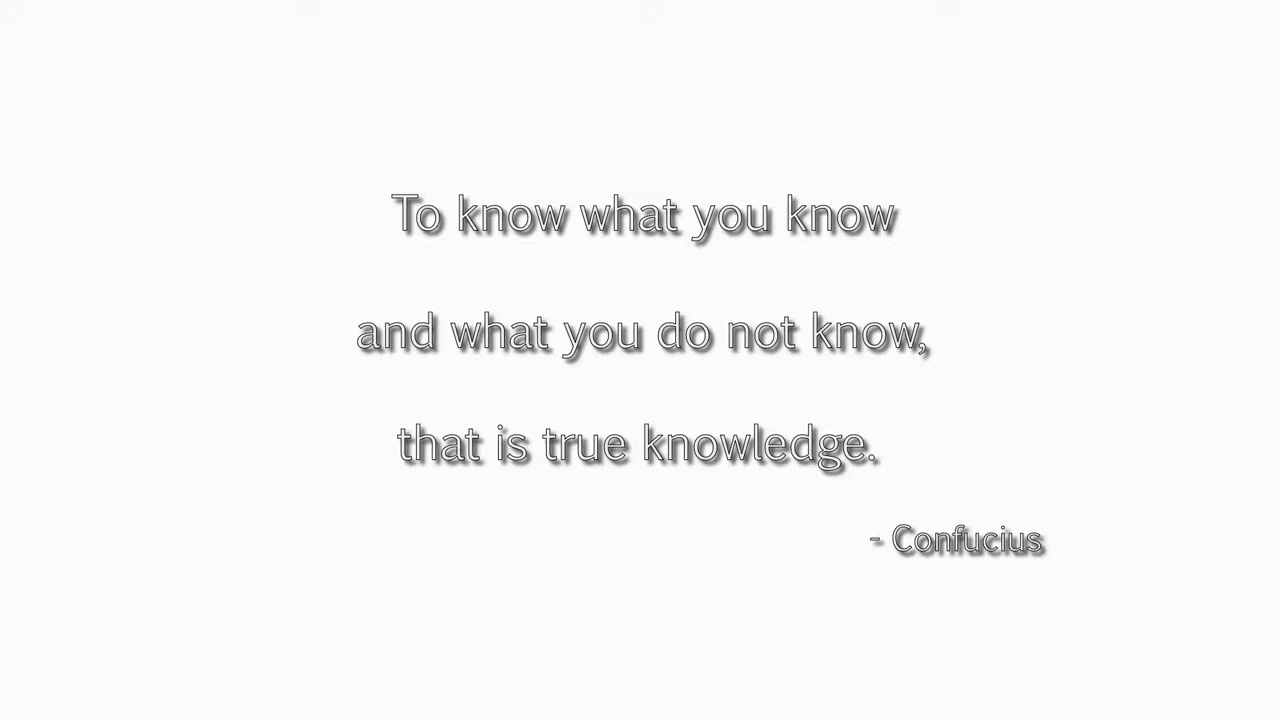 To know what you know
and what you do not know,
that is true knowledge.
- Confucius